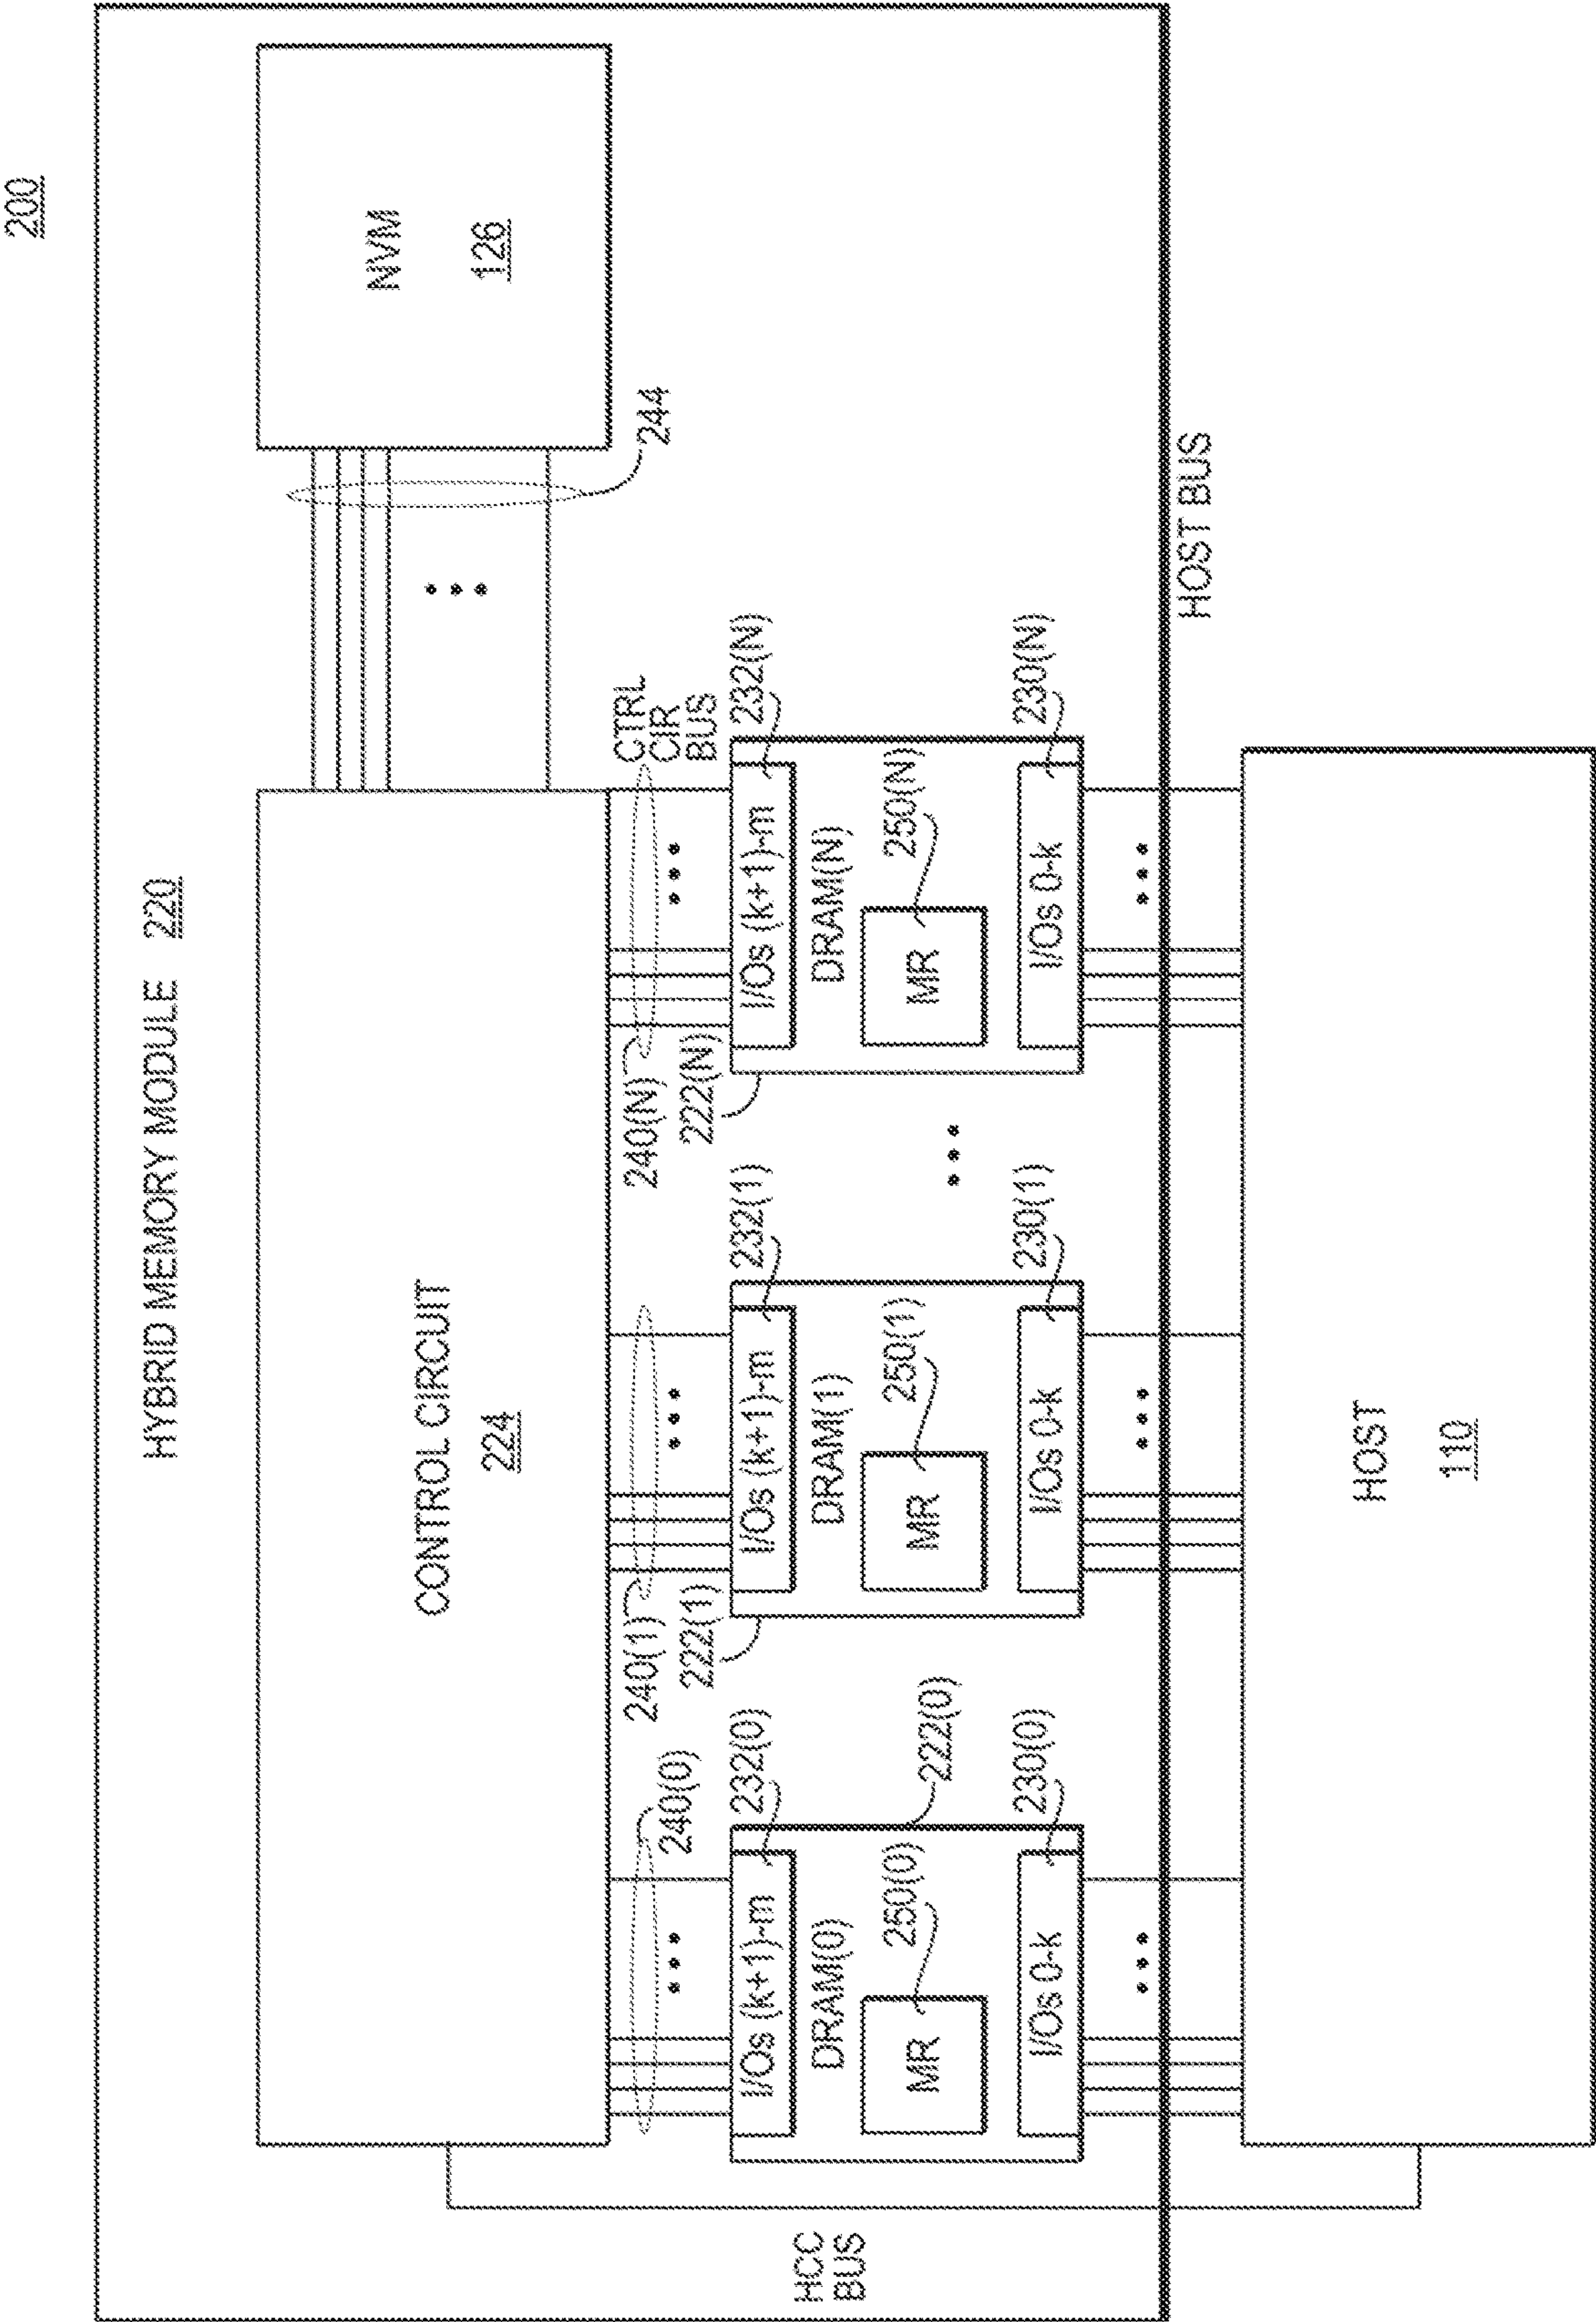 200
HYBRID MEMORY MODULE 220
CONTROL CIRCUIT
224
NVM
126
244
240(0)
240(1)
240(N)
CTRL
CIR
BUS
222(1)
222(N)
232(0)
232(1)
232(N)
I/Os (k+1)-m
I/Os (k+1)-m
I/Os (k+1)-m
DRAM(0)
DRAM(1)
DRAM(N)
250(0)
250(1)
250(N)
MR
MR
MR
222(0)
230(0)
230(1)
230(N)
I/Os 0-k
I/Os 0-k
I/Os 0-k
HCC
BUS
HOST BUS
HOST
110